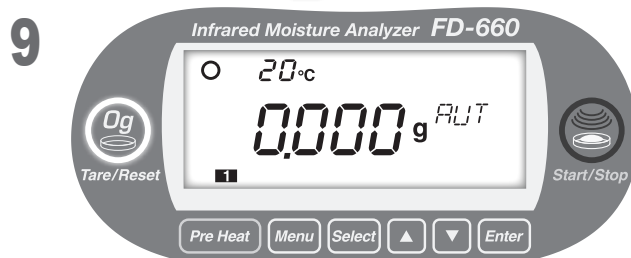 9
Infrared Moisture Analyzer FD-660
20°C
0g
0.000 g AUT
Tare/Reset
1
Start/Stop
Pre Heat Menu Select ▲ ▼ Enter